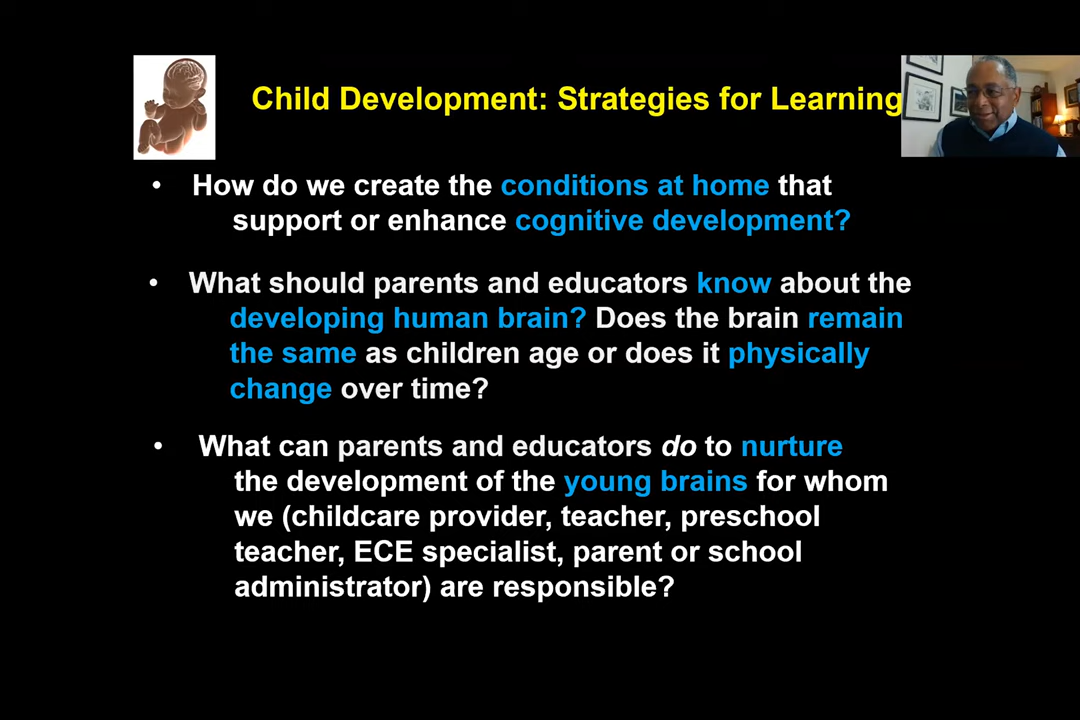 Child Development: Strategies for Learning
• How do we create the conditions at home that
support or enhance cognitive development?
• What should parents and educators know about the
developing human brain? Does the brain remain
the same as children age or does it physically
change over time?
• What can parents and educators do to nurture
the development of the young brains for whom
we (childcare provider, teacher, preschool
teacher, ECE specialist, parent or school
administrator) are responsible?